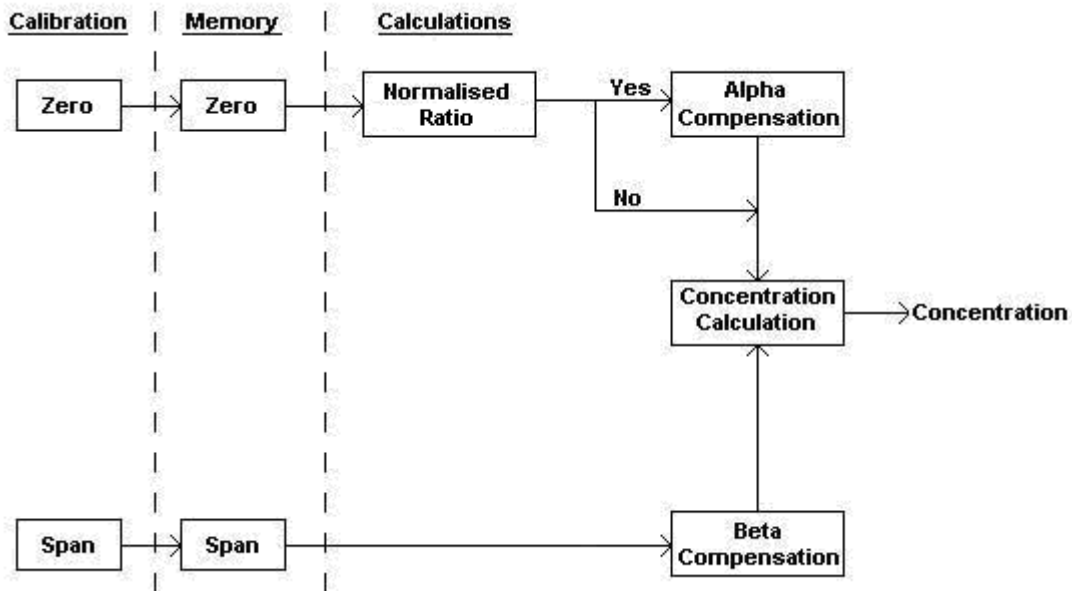 Calibration
Memory
Calculations
Zero
Zero
Normalised
Ratio
Yes
Alpha
Compensation
No
Concentration
Calculation
Concentration
Span
Span
Beta
Compensation